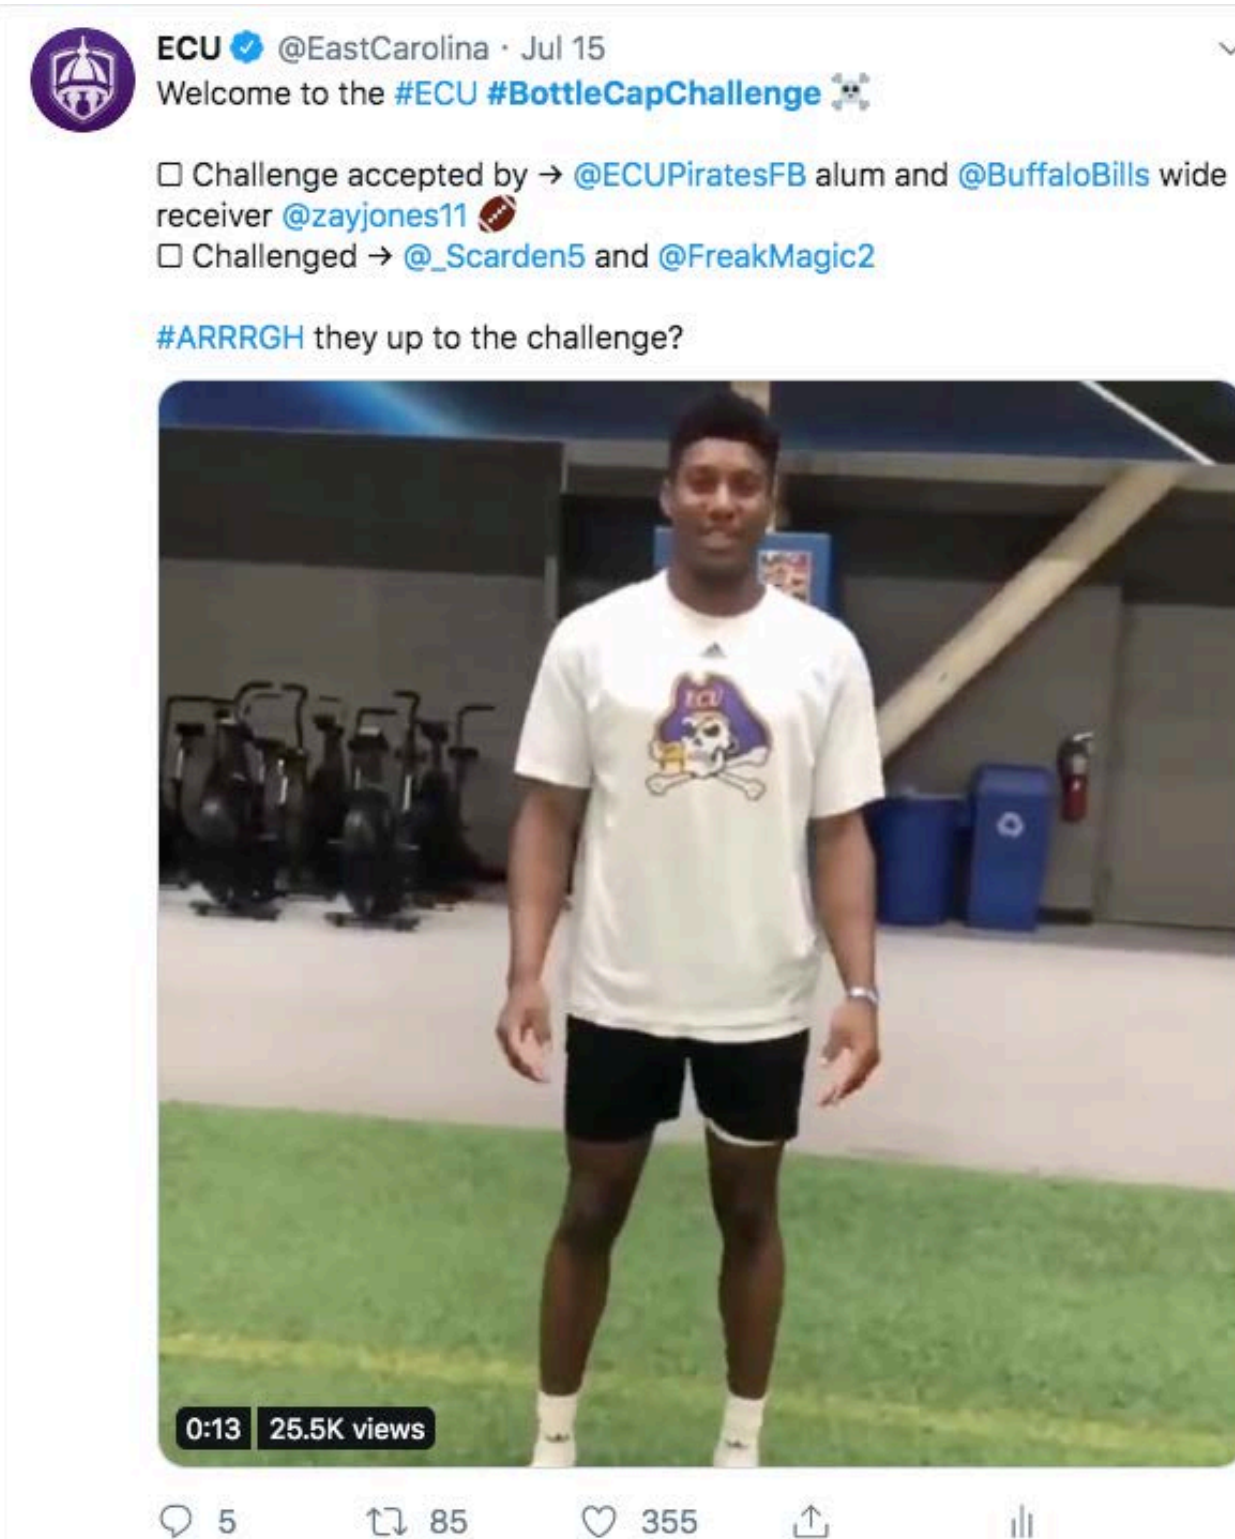 ECU @EastCarolina · Jul 15
Welcome to the #ECU #BottleCapChallenge ☠️
☐ Challenge accepted by → @ECUPiratesFB alum and @BuffaloBills wide
receiver @zayjones11 🏈
☐ Challenged → @_Scarden5 and @FreakMagic2
#ARRRGH they up to the challenge?
ECU
0:13 25.5K views
5 85 355